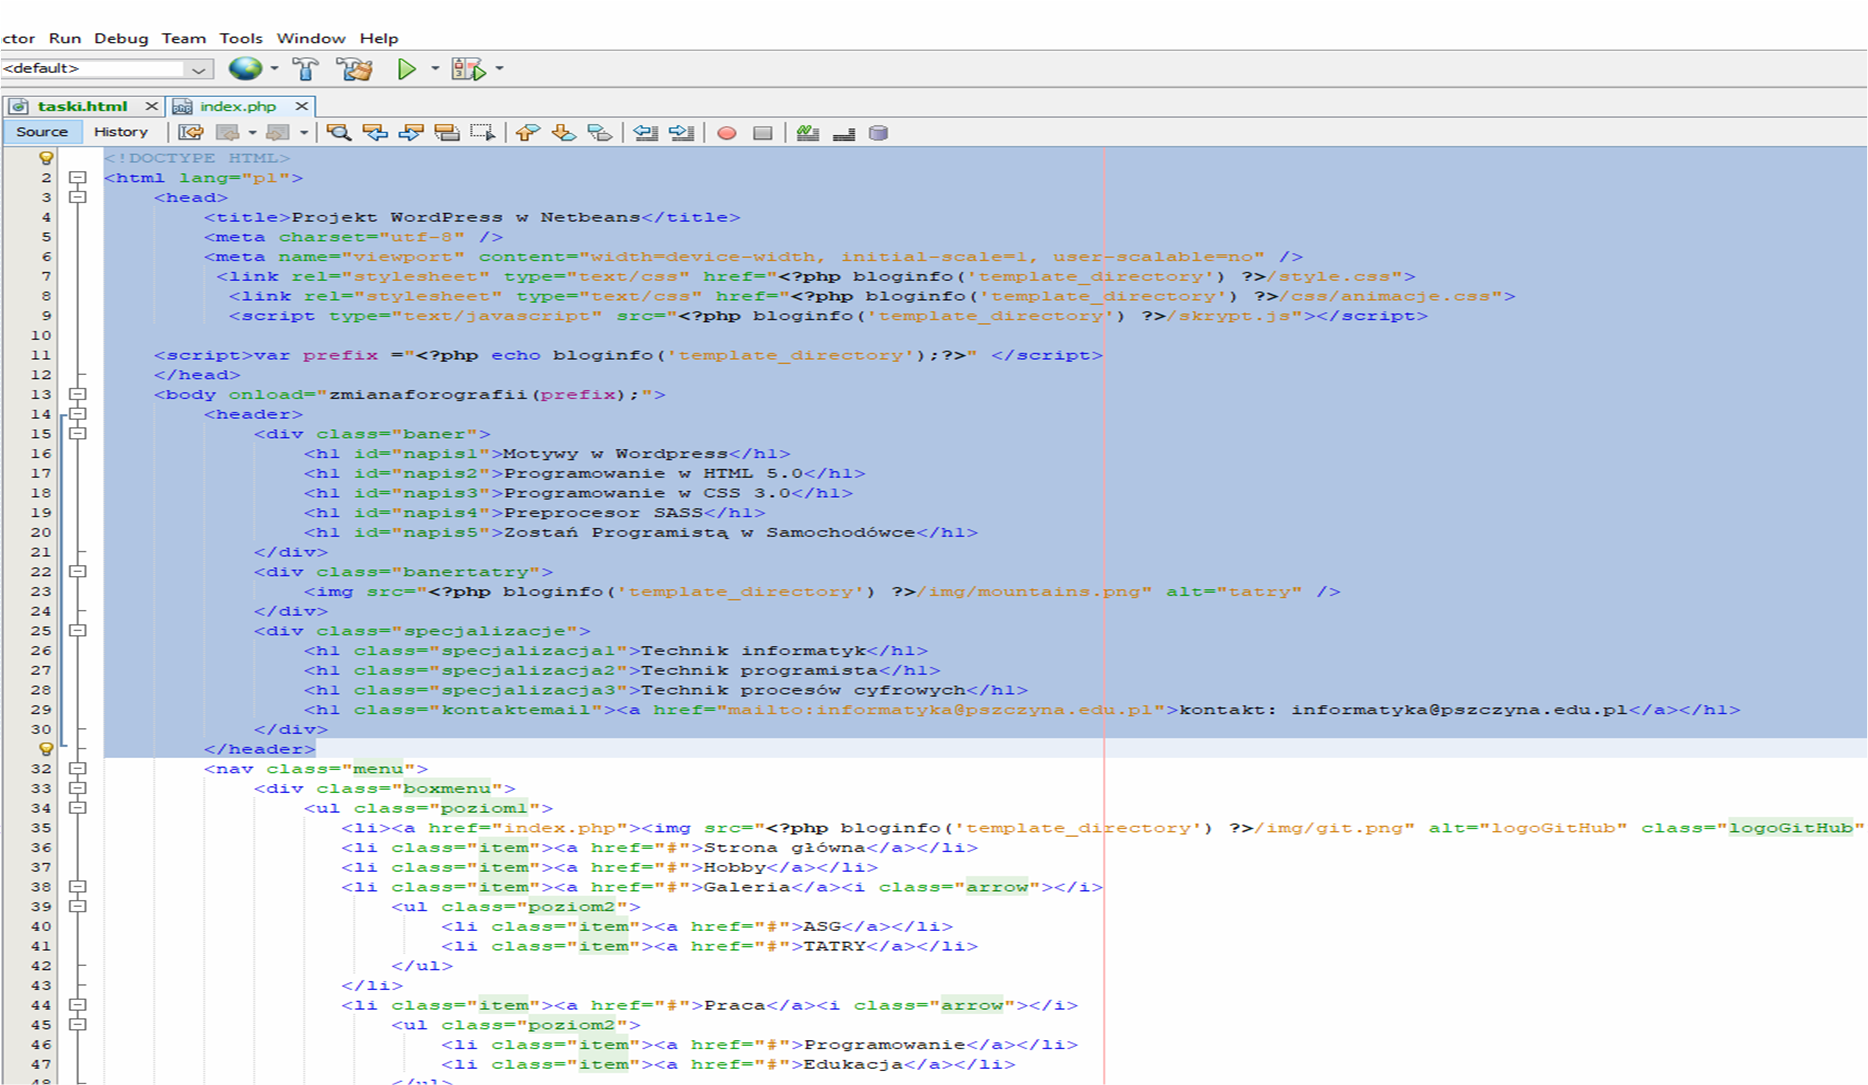 ctor Run Debug Team Tools Window Help
<default>
taski.html index.php
Source History
<!DOCTYPE HTML>
2 <html lang="pl">
3 <head>
4 <title>Projekt WordPress w Netbeans</title>
5 <meta charset="utf-8" />
6 <meta name="viewport" content="width=device-width, initial-scale=1, user-scalable=no" />
7 <link rel="stylesheet" type="text/css" href="<?php bloginfo('template_directory') ?>/style.css">
8 <link rel="stylesheet" type="text/css" href="<?php bloginfo('template_directory') ?>/css/animacje.css">
9 <script type="text/javascript" src="<?php bloginfo('template_directory') ?>/skrypt.js"></script>
10
11 <script>var prefix ="<?php echo bloginfo('template_directory');?>" </script>
12 </head>
13 <body onload="zmianaforografii(prefix);">
14 <header>
15 <div class="baner">
16 <h1 id="napis1">Motywy w Wordpress</h1>
17 <h1 id="napis2">Programowanie w HTML 5.0</h1>
18 <h1 id="napis3">Programowanie w CSS 3.0</h1>
19 <h1 id="napis4">Preprocesor SASS</h1>
20 <h1 id="napis5">Zostań Programistą w Samochodówce</h1>
21 </div>
22 <div class="banertatry">
23 <img src="<?php bloginfo('template_directory') ?>/img/mountains.png" alt="tatry" />
24 </div>
25 <div class="specjalizacje">
26 <h1 class="specjalizacja1">Technik informatyk</h1>
27 <h1 class="specjalizacja2">Technik programista</h1>
28 <h1 class="specjalizacja3">Technik procesów cyfrowych</h1>
29 <h1 class="kontaktemail"><a href="mailto:informatyka@pszczyna.edu.pl">kontakt: informatyka@pszczyna.edu.pl</a></h1>
30 </div>
</header>
32 <nav class="menu">
33 <div class="boxmenu">
34 <ul class="poziom1">
35 <li><a href="index.php"><img src="<?php bloginfo('template_directory') ?>/img/git.png" alt="logoGitHub" class="logoGitHub"
36 <li class="item"><a href="#">Strona główna</a></li>
37 <li class="item"><a href="#">Hobby</a></li>
38 <li class="item"><a href="#">Galeria</a><i class="arrow"></i>
39 <ul class="poziom2">
40 <li class="item"><a href="#">ASG</a></li>
41 <li class="item"><a href="#">TATRY</a></li>
42 </ul>
43 </li>
44 <li class="item"><a href="#">Praca</a><i class="arrow"></i>
45 <ul class="poziom2">
46 <li class="item"><a href="#">Programowanie</a></li>
47 <li class="item"><a href="#">Edukacja</a></li>
48 </ul>